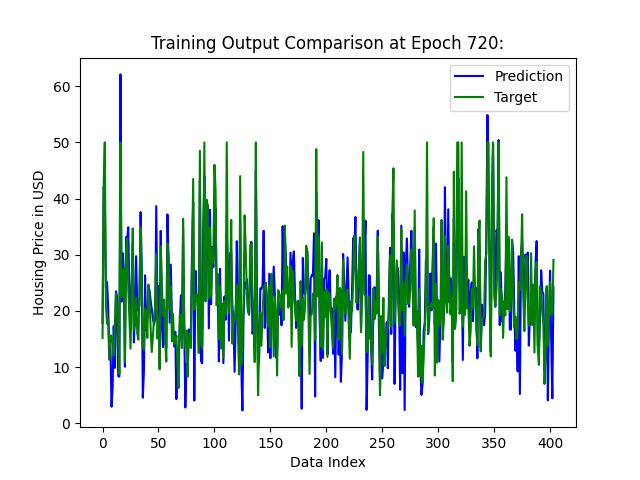 Training Output Comparison at Epoch 720:
Prediction
Target
Housing Price in USD
60
50
40
30
20
10
0
0 50 100 150 200 250 300 350 400
Data Index